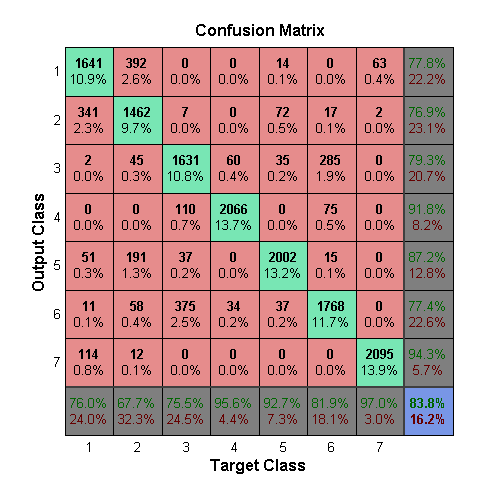 Confusion Matrix
1641 392 0 0 14 0 63 77.8%
1
10.9% 2.6% 0.0% 0.0% 0.1% 0.0% 0.4% 22.2%
341 1462 7 0 72 17 2 76.9%
2
2.3% 9.7% 0.0% 0.0% 0.5% 0.1% 0.0% 23.1%
2 45 1631 60 35 285 0 79.3%
3
0.0% 0.3% 10.8% 0.4% 0.2% 1.9% 0.0% 20.7%
0 0 110 2066 0 75 0 91.8%
4
0.0% 0.0% 0.7% 13.7% 0.0% 0.5% 0.0% 8.2%
51 191 37 0 2002 15 0 87.2%
5
0.3% 1.3% 0.2% 0.0% 13.2% 0.1% 0.0% 12.8%
11 58 375 34 37 1768 0 77.4%
6
0.1% 0.4% 2.5% 0.2% 0.2% 11.7% 0.0% 22.6%
114 12 0 0 0 0 2095 94.3%
7
0.8% 0.1% 0.0% 0.0% 0.0% 0.0% 13.9% 5.7%
76.0% 67.7% 75.5% 95.6% 92.7% 81.9% 97.0% 83.8%
24.0% 32.3% 24.5% 4.4% 7.3% 18.1% 3.0% 16.2%
1 2 3 4 5 6 7
Target Class
Output Class